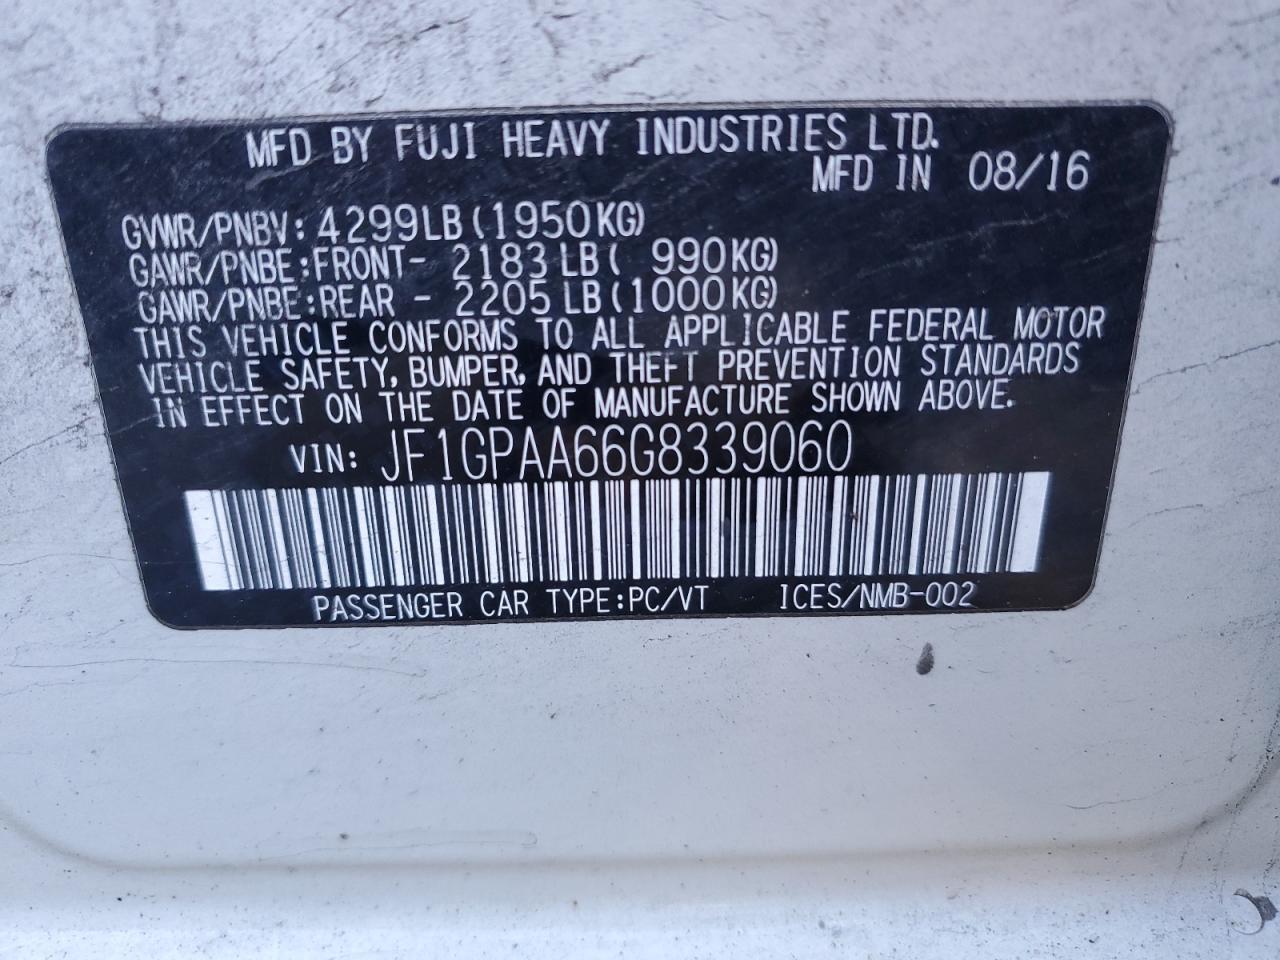 MFD BY FUJI HEAVY INDUSTRIES LTD.
MFD IN 08/16
GVWR/PNBV: 4299LB(1950KG)
GAWR/PNBE:FRONT- 2183LB( 990KG)
GAWR/PNBE:REAR - 2205LB(1000KG)
THIS VEHICLE CONFORMS TO ALL APPLICABLE FEDERAL MOTOR
VEHICLE SAFETY, BUMPER, AND THEFT PREVENTION STANDARDS
IN EFFECT ON THE DATE OF MANUFACTURE SHOWN ABOVE.
VIN: JF1GPAA66G8339060
PASSENGER CAR TYPE:PC/VT ICES/NMB-002